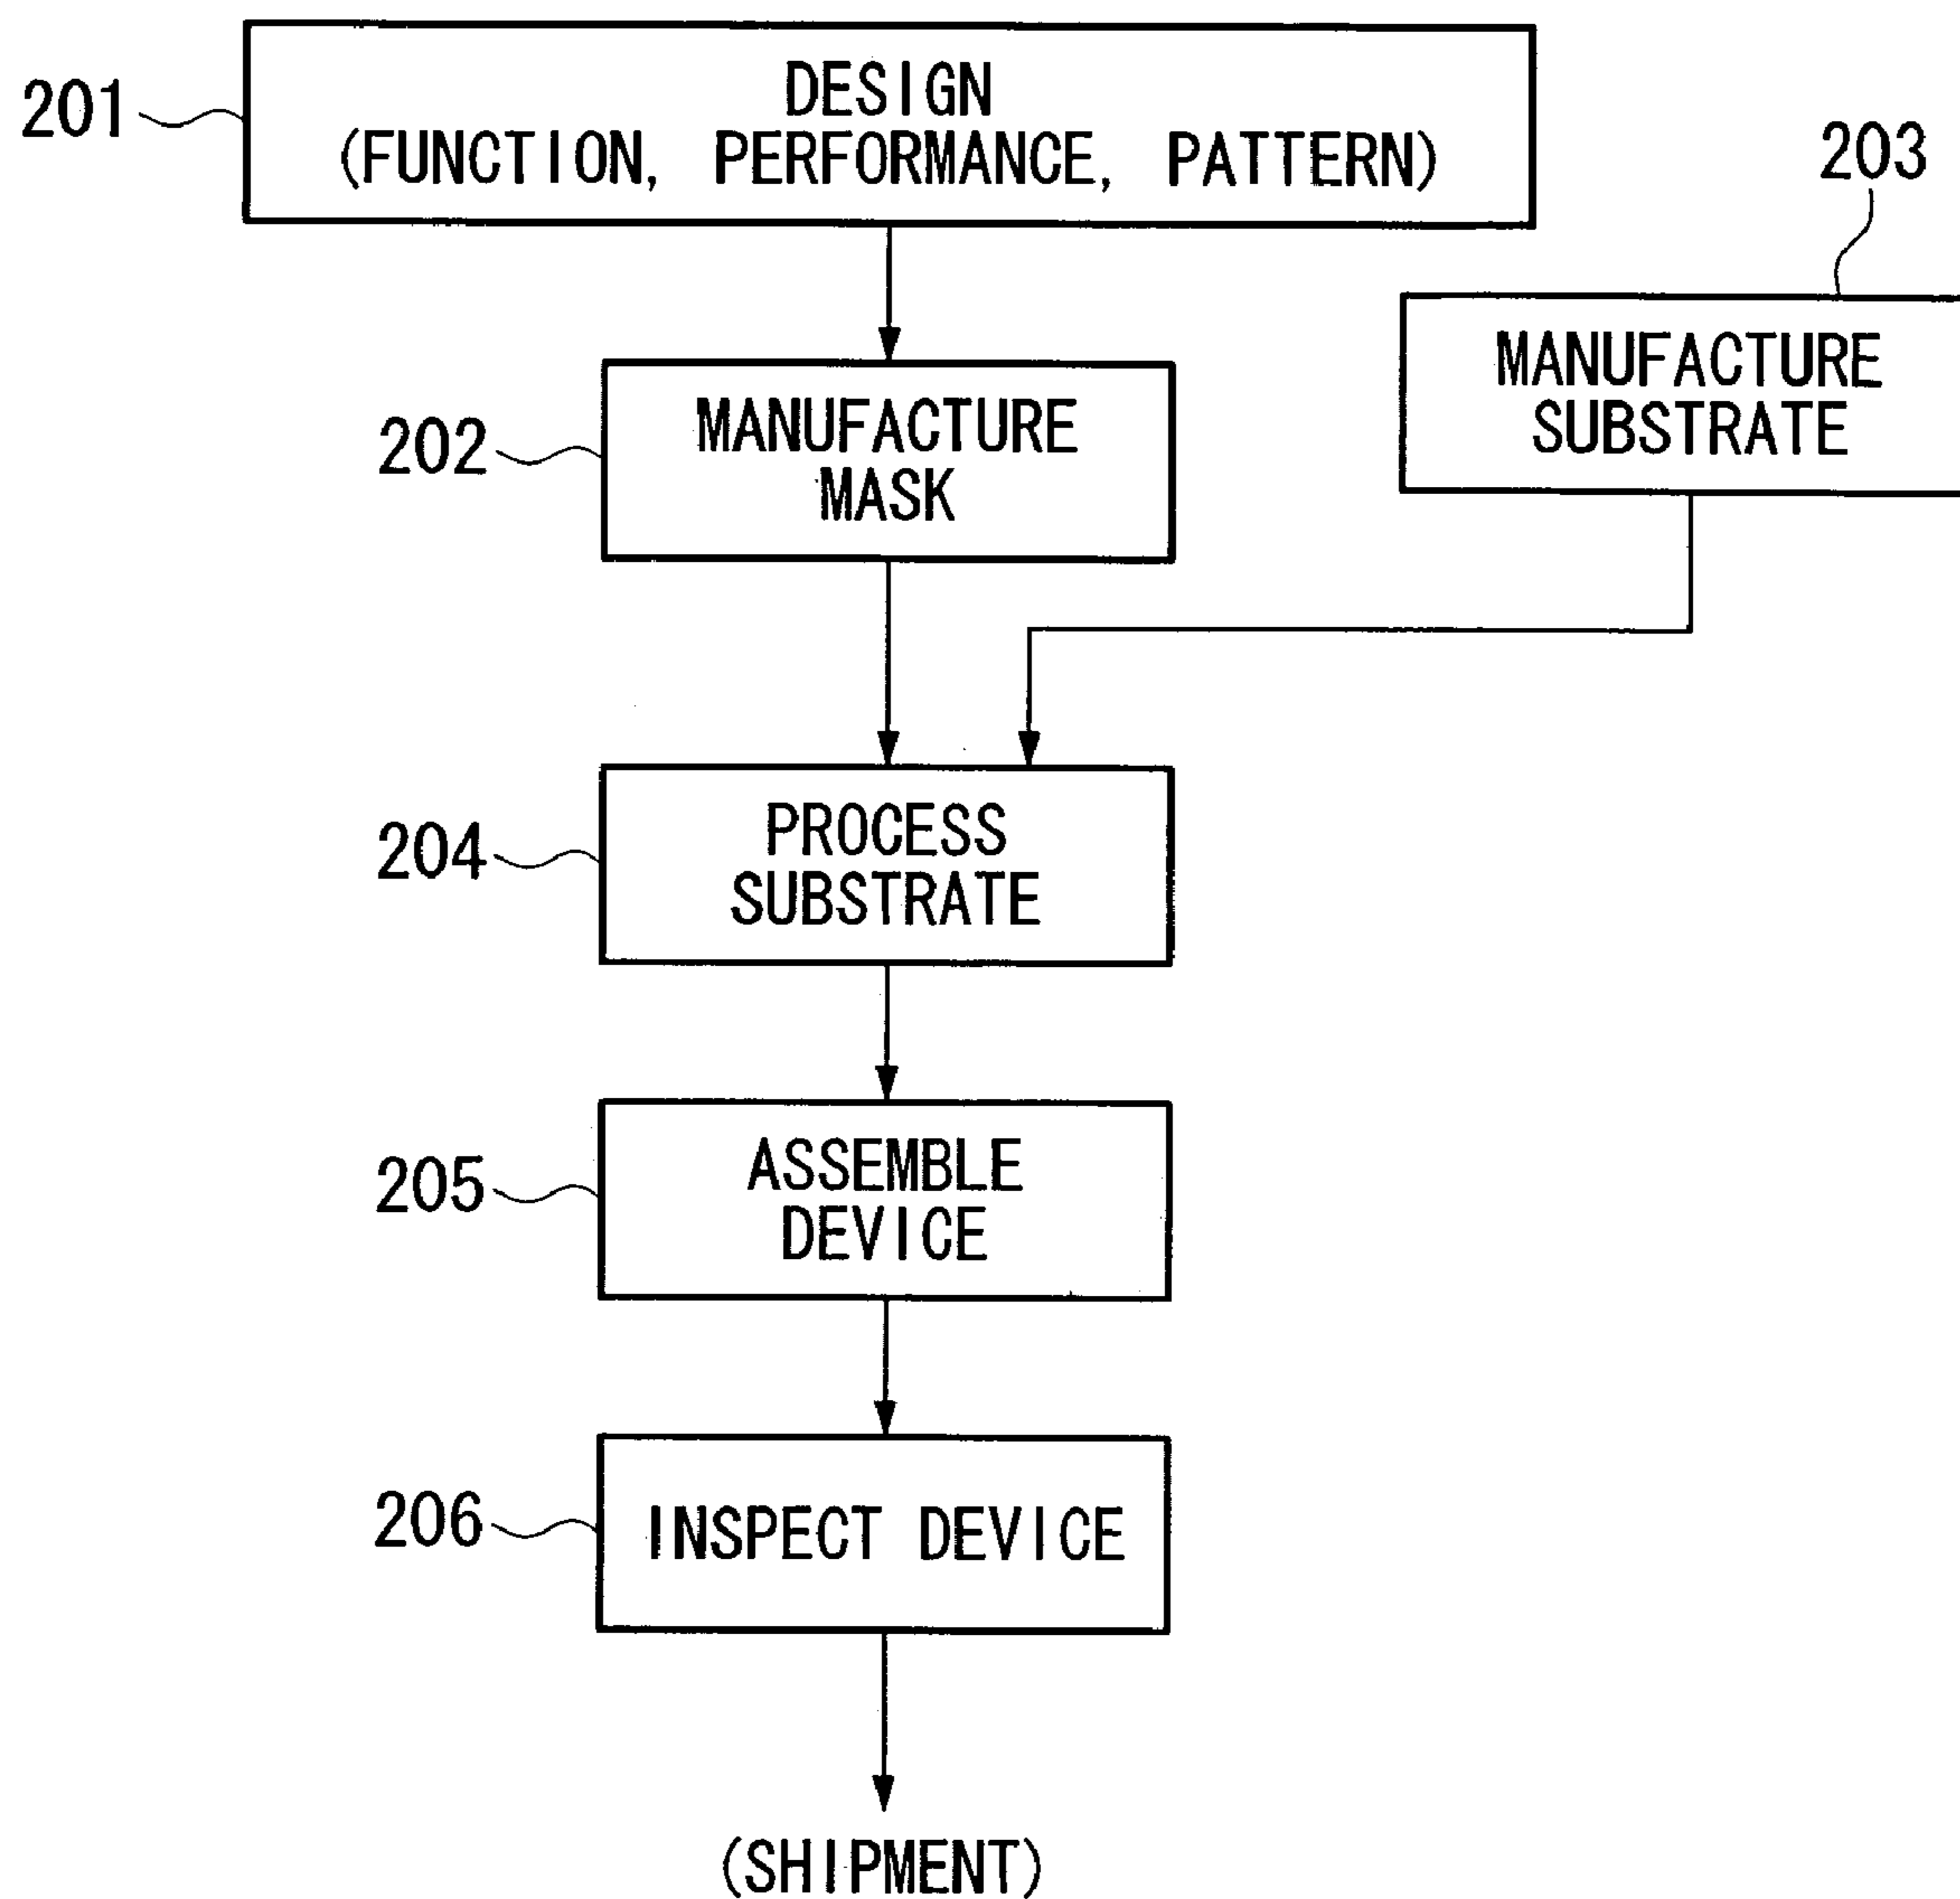 201
DESIGN
(FUNCTION, PERFORMANCE, PATTERN)
203
MANUFACTURE
SUBSTRATE
202
MANUFACTURE
MASK
204
PROCESS
SUBSTRATE
205
ASSEMBLE
DEVICE
206
INSPECT DEVICE
(SHIPMENT)